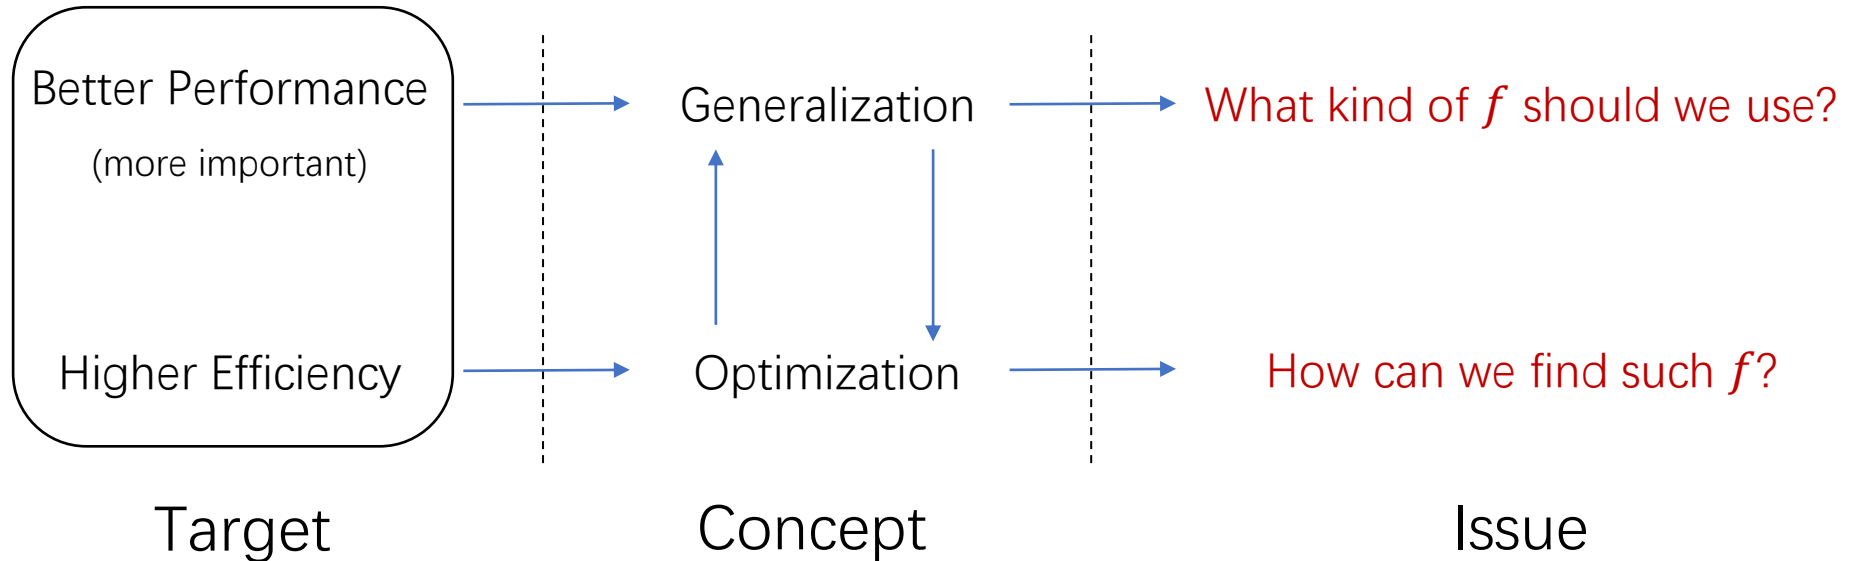 Better Performance
(more important)
Generalization
What kind of f should we use?
Higher Efficiency
Optimization
How can we find such f?
Target
Concept
Issue